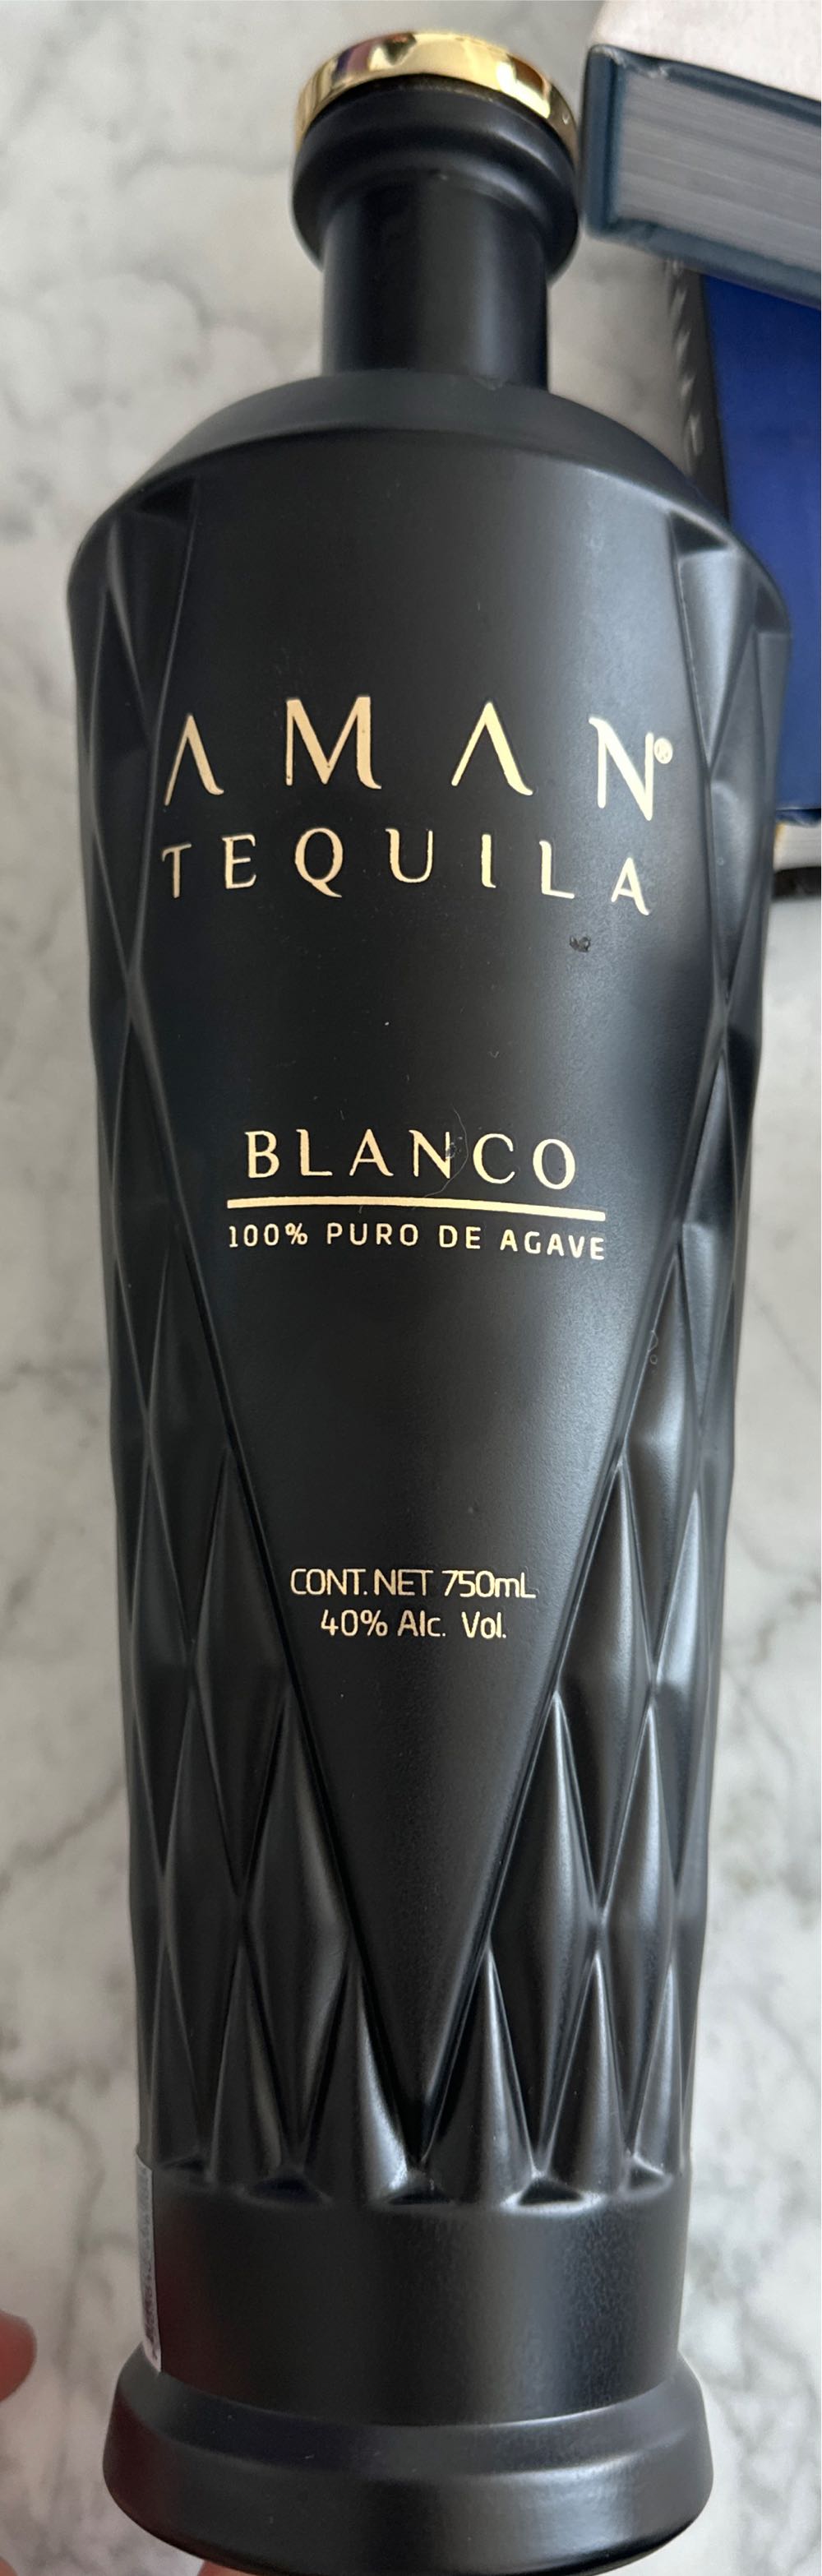 AMAN®
TEQUILA
BLANCO
100% PURO DE AGAVE
CONT. NET 750mL
40% Alc. Vol.